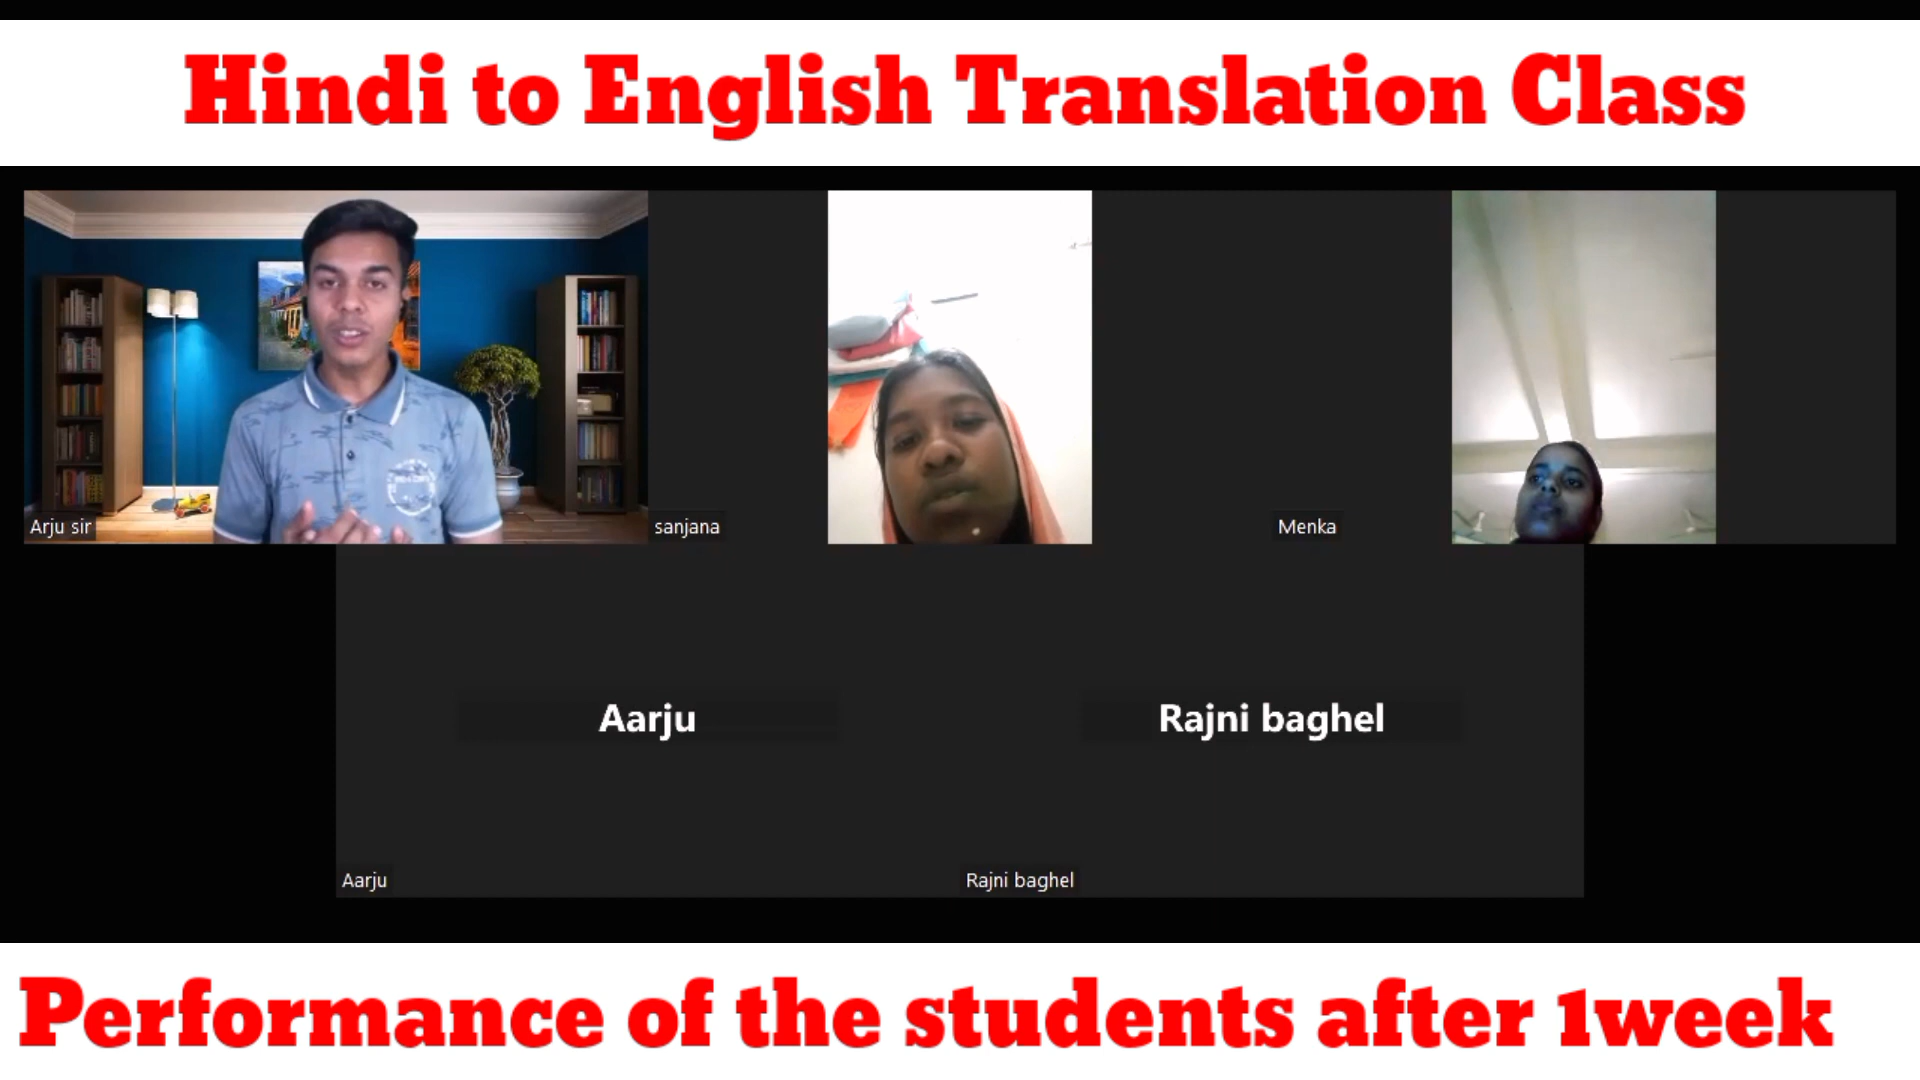 Hindi to English Translation Class
Arju sir
sanjana
Menka
Aarju
Rajni baghel
Aarju
Rajni baghel
Performance of the students after 1week